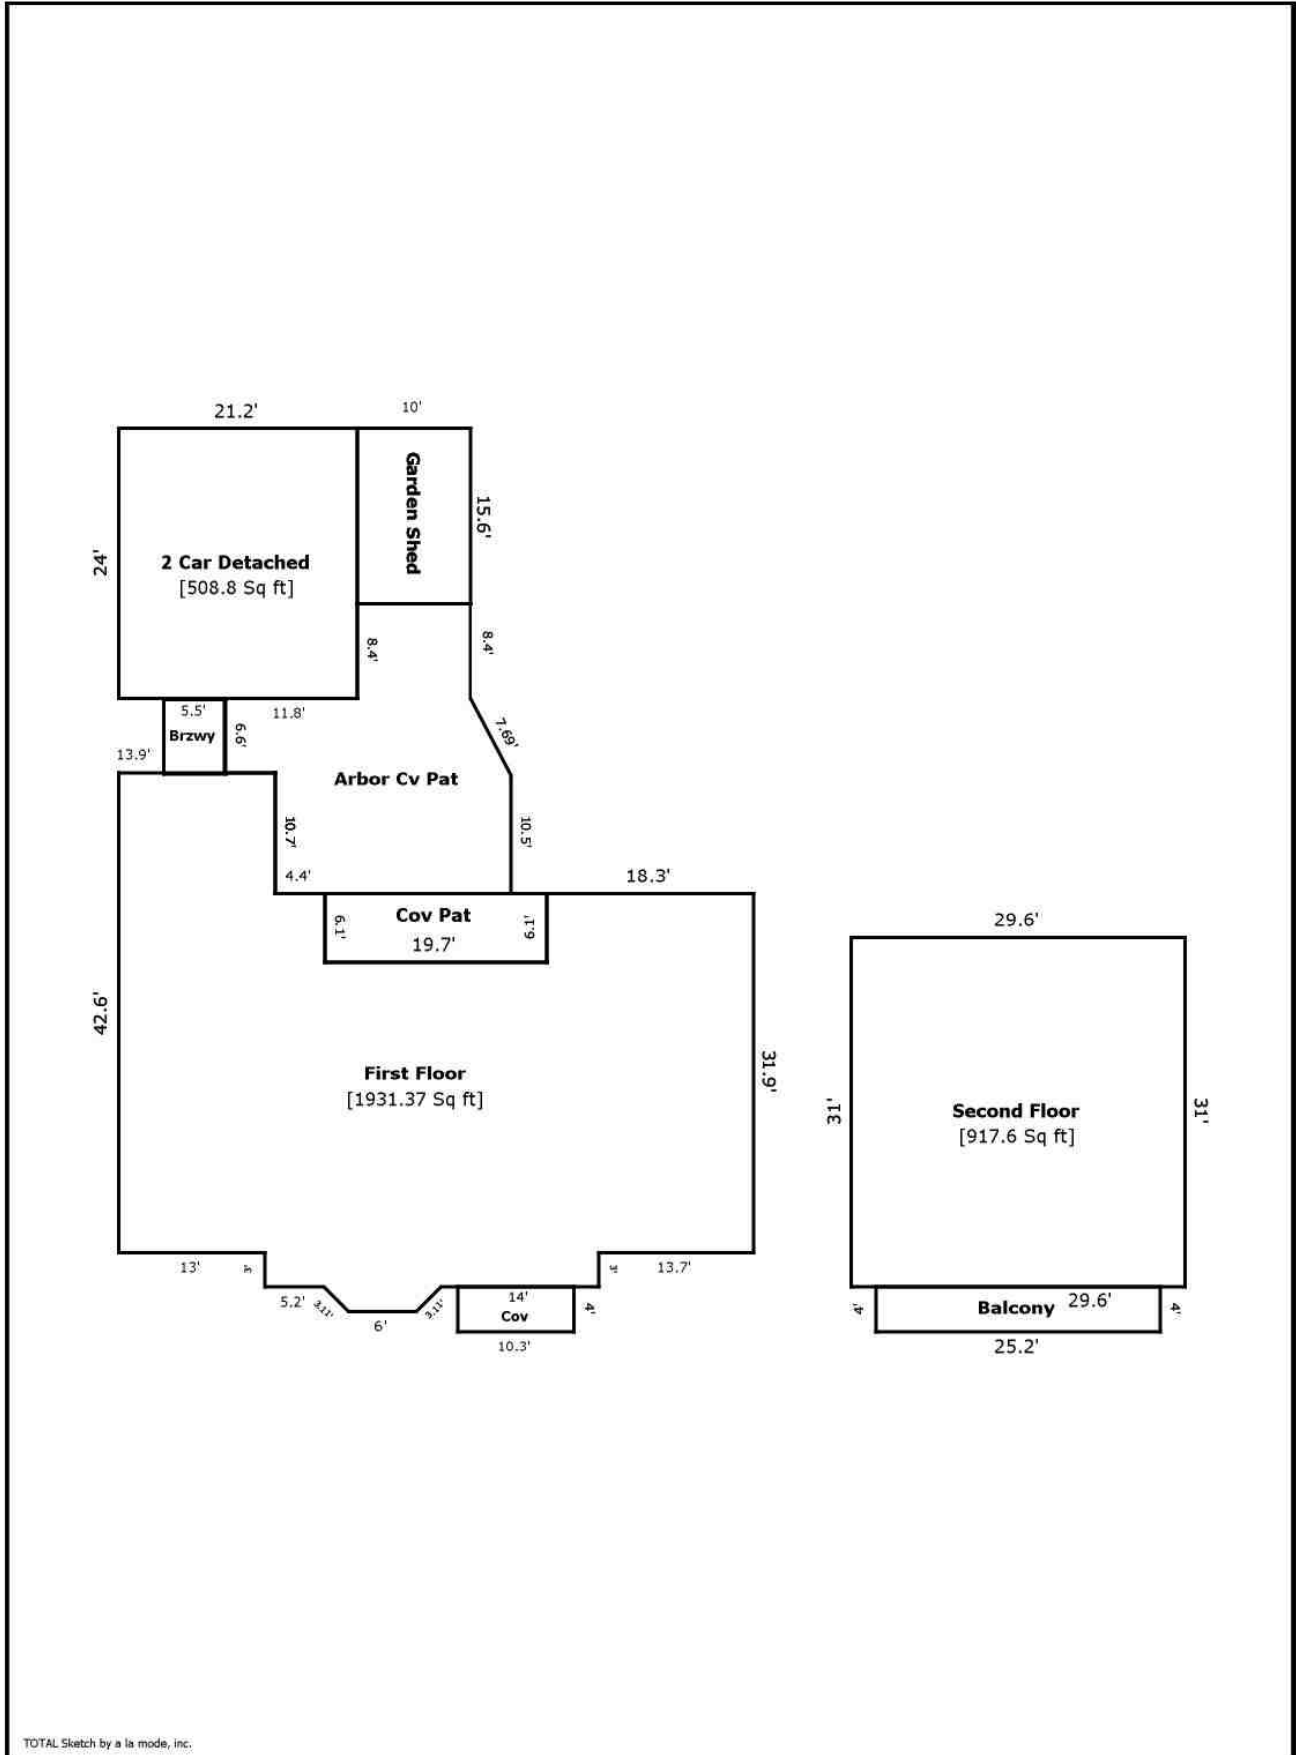 21.2'
10'
Garden Shed
15.6'
24'
2 Car Detached
[508.8 Sq ft]
8.4'
8.4'
5.5'
11.8'
Brzwy
6.6'
7.69'
13.9'
Arbor Cv Pat
10.7'
10.5'
4.4'
18.3'
Cov Pat
6.1'
6.1'
19.7'
29.6'
42.6'
31.9'
First Floor
[1931.37 Sq ft]
31'
Second Floor
[917.6 Sq ft]
31'
13'
3'
3'
13.7'
5.2'
3.11'
6'
3.11'
14'
Cov
4'
10.3'
4'
Balcony
29.6'
4'
25.2'
TOTAL Sketch by a la mode, inc.